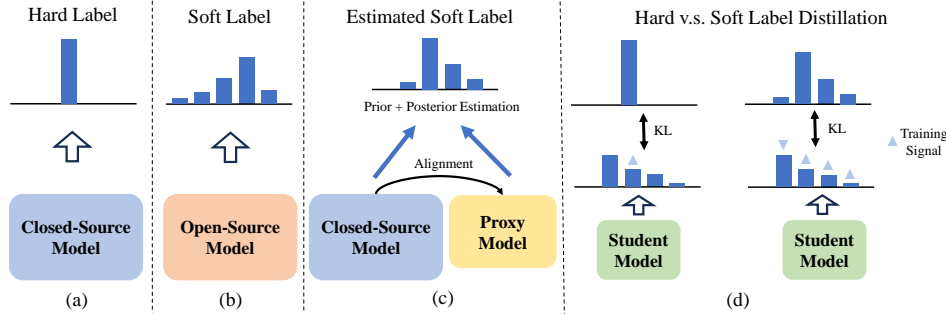 Hard Label
Closed-Source
Model
(a)
Soft Label
Open-Source
Model
(b)
Estimated Soft Label
Prior + Posterior Estimation
Alignment
Closed-Source
Model
Proxy
Model
(c)
Hard v.s. Soft Label Distillation
KL
KL
Training
Signal
Student
Model
Student
Model
(d)